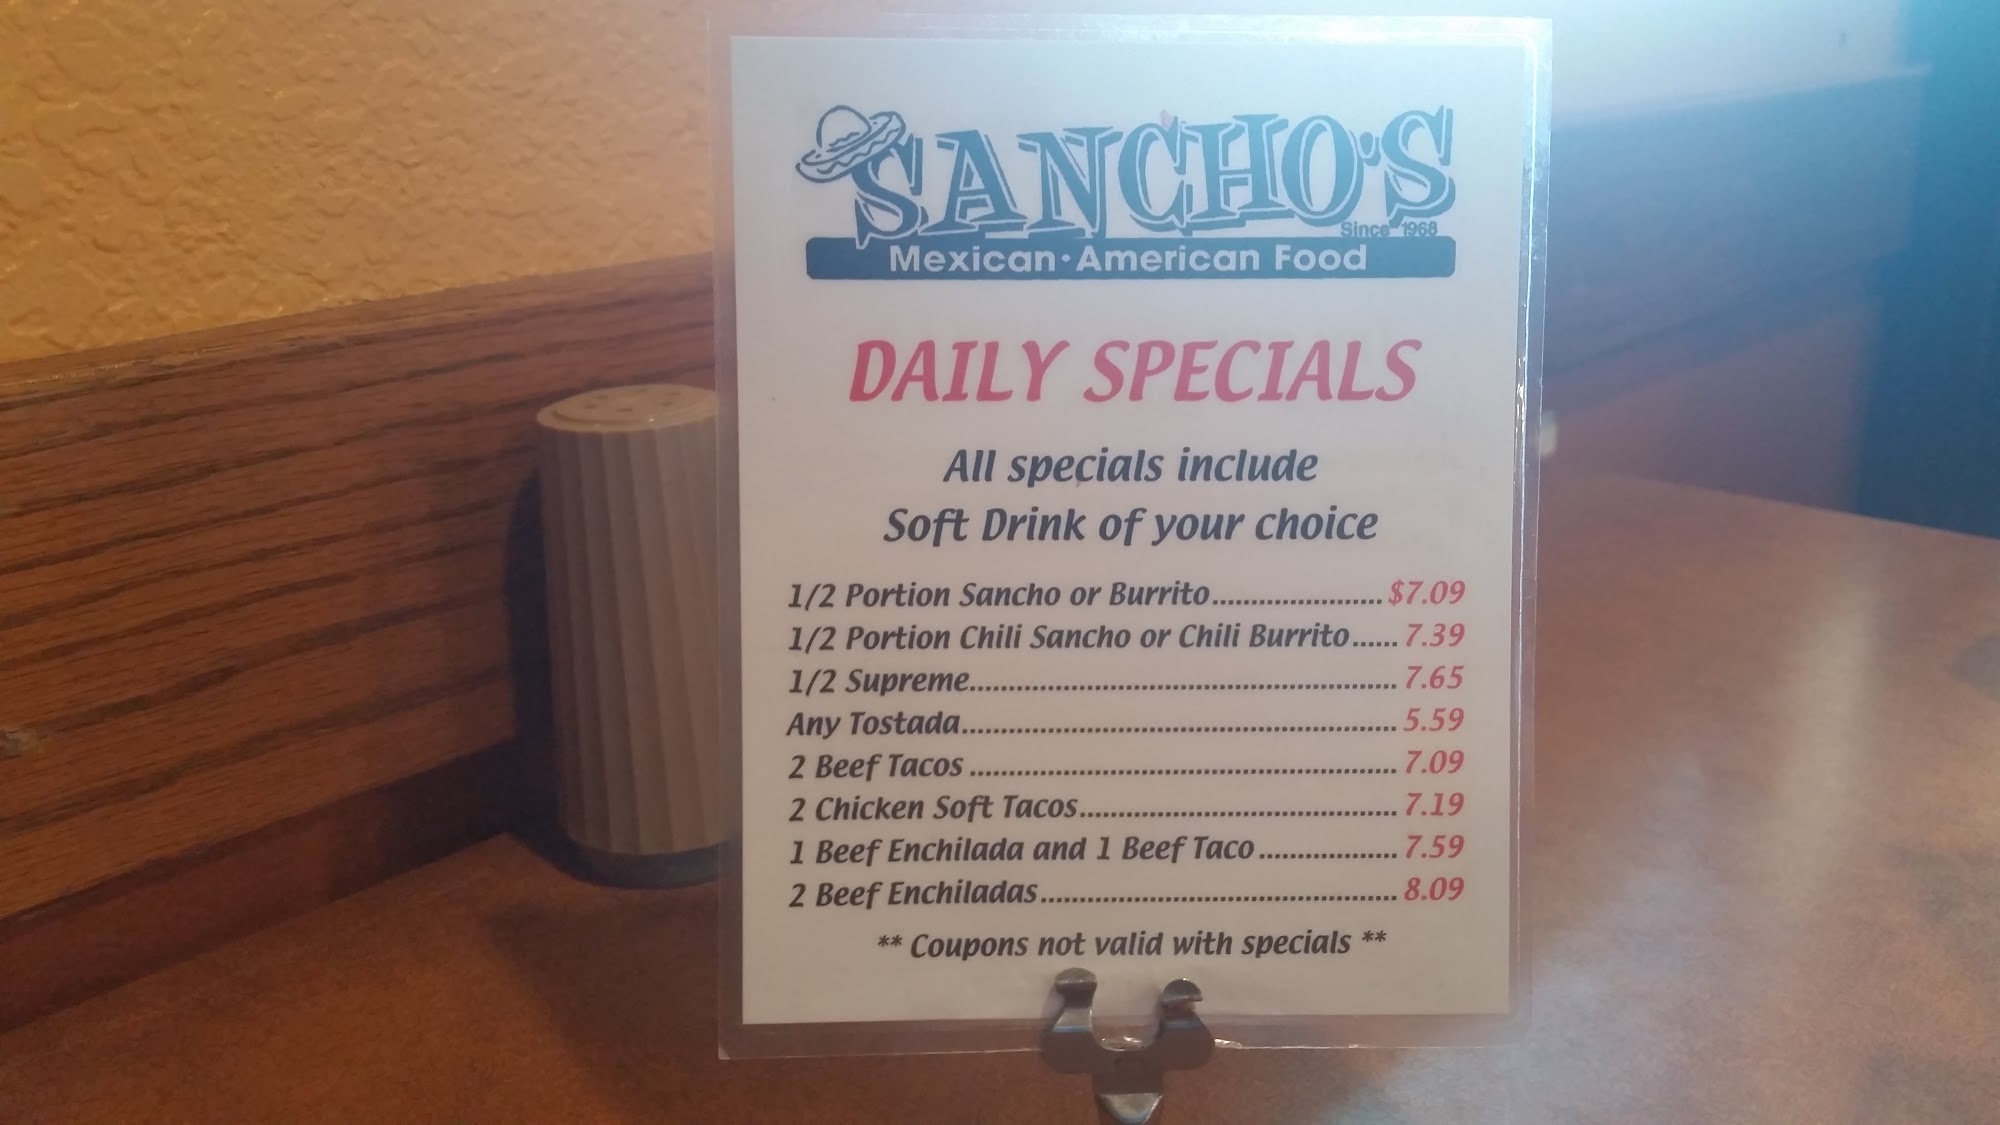 SANCHO'S
Since 1968
Mexican · American Food
DAILY SPECIALS
All specials include
Soft Drink of your choice
1/2 Portion Sancho or Burrito...................... $7.09
1/2 Portion Chili Sancho or Chili Burrito...... 7.39
1/2 Supreme...................................................... 7.65
Any Tostada....................................................... 5.59
2 Beef Tacos ...................................................... 7.09
2 Chicken Soft Tacos......................................... 7.19
1 Beef Enchilada and 1 Beef Taco .................. 7.59
2 Beef Enchiladas.............................................. 8.09
** Coupons not valid with specials **